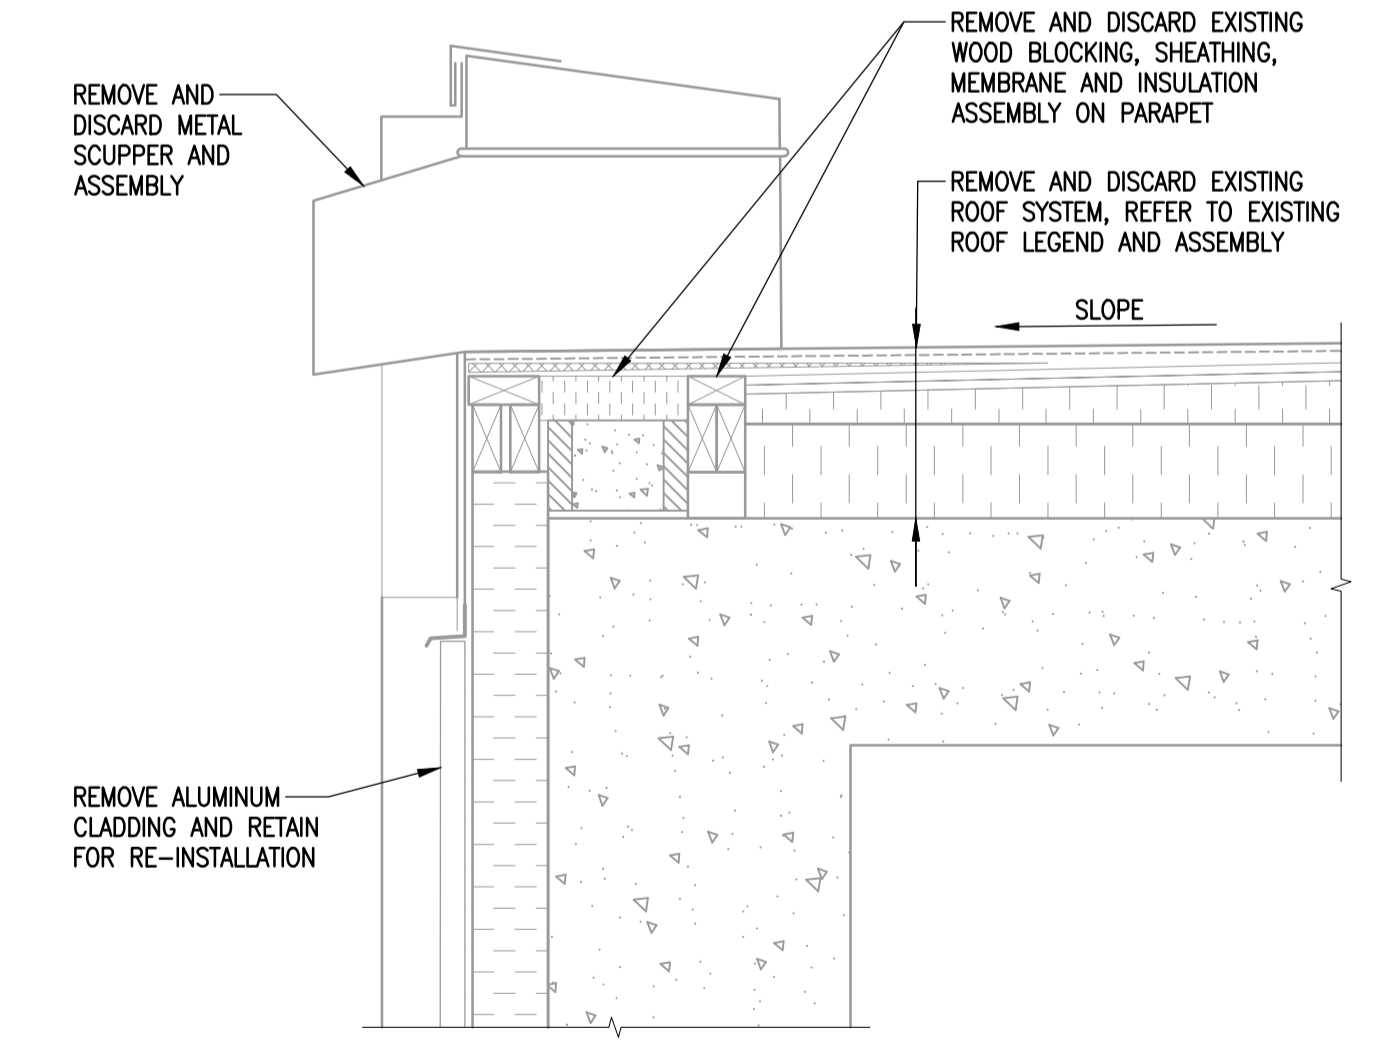 REMOVE AND DISCARD EXISTING
WOOD BLOCKING, SHEATHING,
MEMBRANE AND INSULATION
ASSEMBLY ON PARAPET
REMOVE AND
DISCARD METAL
SCUPPER AND
ASSEMBLY
REMOVE AND DISCARD EXISTING
ROOF SYSTEM, REFER TO EXISTING
ROOF LEGEND AND ASSEMBLY
SLOPE
REMOVE ALUMINUM
CLADDING AND RETAIN
FOR RE-INSTALLATION